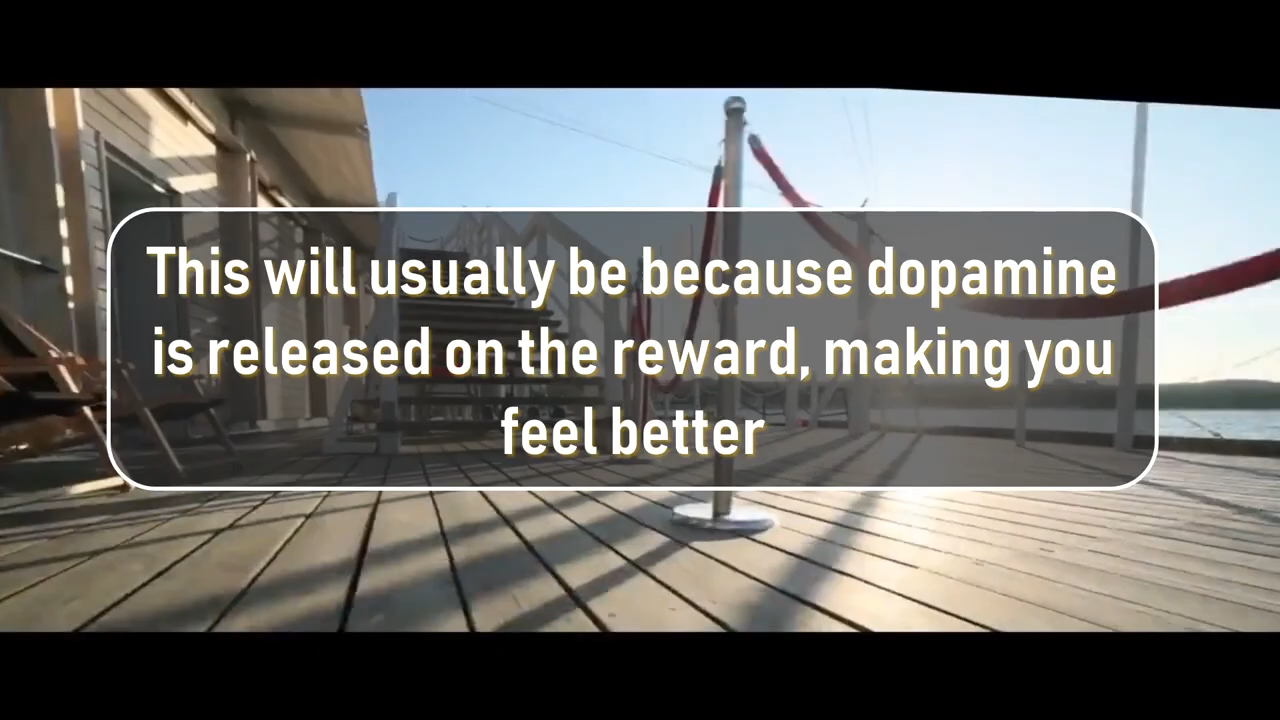 This will usually be because dopamine
is released on the reward, making you
feel better